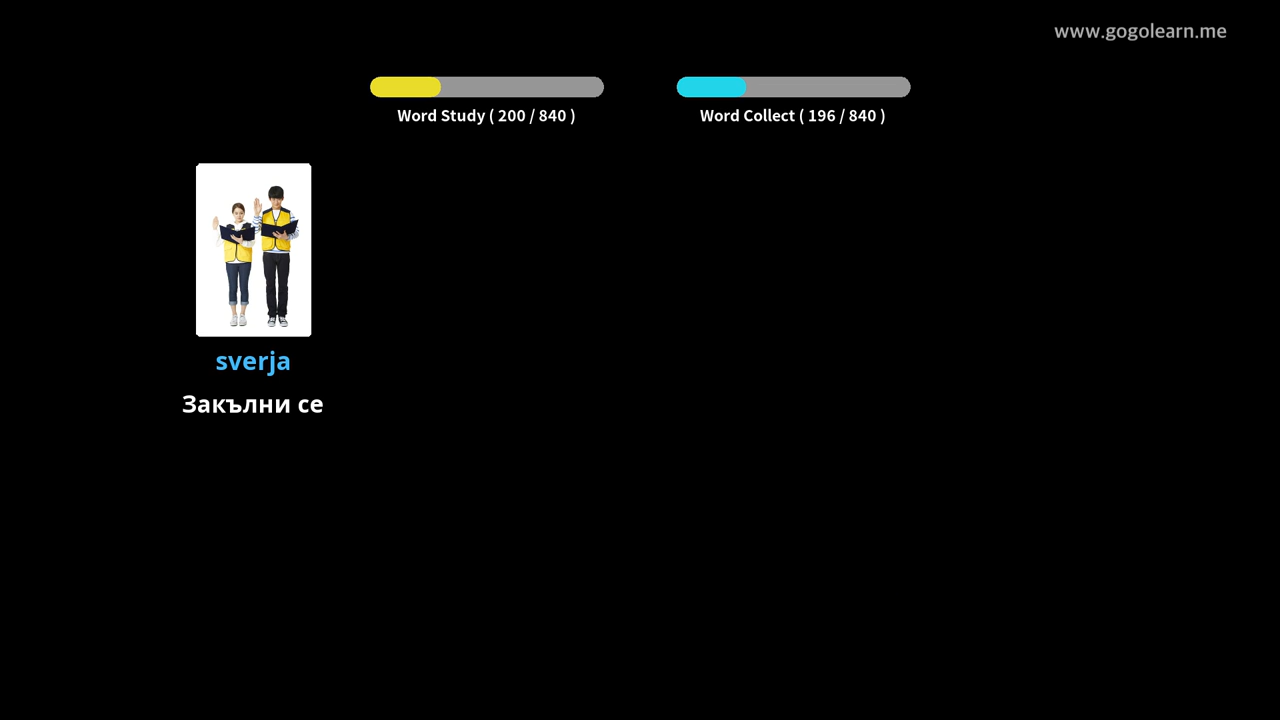 www.gogolearn.me
Word Study ( 200 / 840 )
Word Collect ( 196 / 840 )
sverja
Закълни се